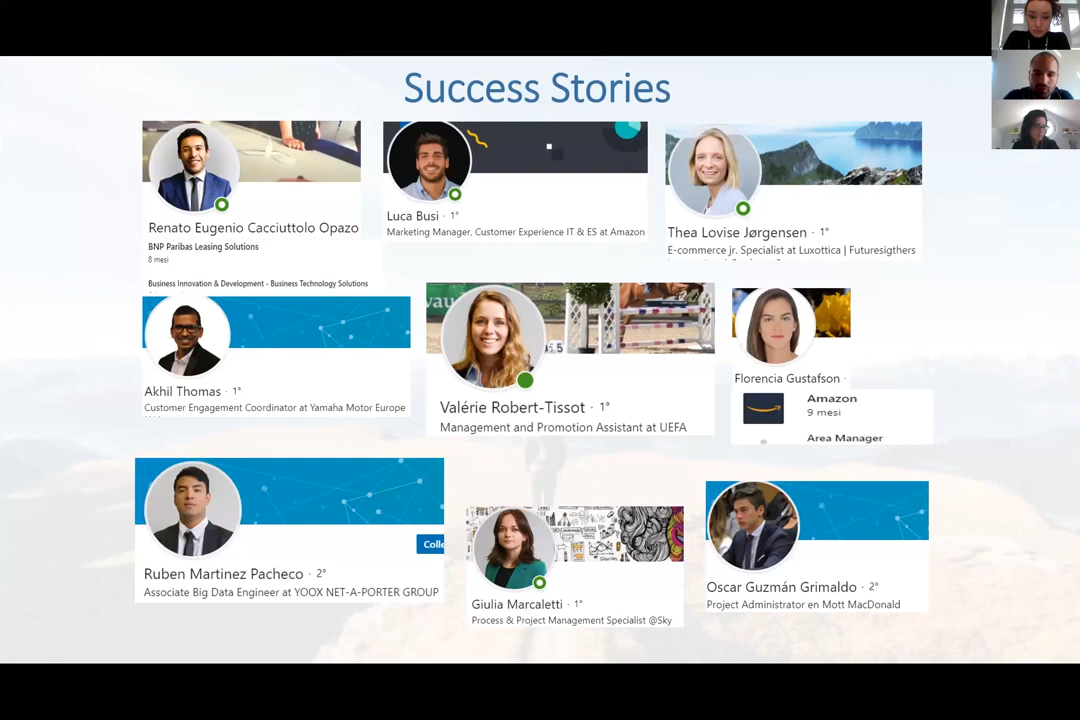 Success Stories
Renato Eugenio Cacciuttolo Opazo
BNP Paribas Leasing Solutions
8 mesi
Business Innovation & Development - Business Technology Solutions
Luca Busi · 1°
Marketing Manager, Customer Experience IT & ES at Amazon
Thea Lovise Jørgensen · 1°
E-commerce jr. Specialist at Luxottica | Futuresigthers
Akhil Thomas · 1°
Customer Engagement Coordinator at Yamaha Motor Europe
vau
5.5
Valérie Robert-Tissot · 1°
Management and Promotion Assistant at UEFA
Florencia Gustafson ·
Amazon
9 mesi
Area Manager
Colle
Ruben Martinez Pacheco · 2°
Associate Big Data Engineer at YOOX NET-A-PORTER GROUP
Giulia Marcaletti · 1°
Process & Project Management Specialist @Sky
Oscar Guzmán Grimaldo · 2°
Project Administrator en Mott MacDonald